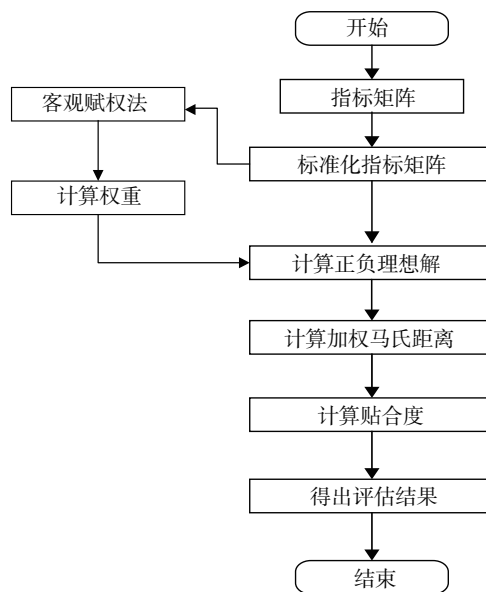 开始
指标矩阵
客观赋权法
标准化指标矩阵
计算权重
计算正负理想解
计算加权马氏距离
计算贴合度
得出评估结果
结束